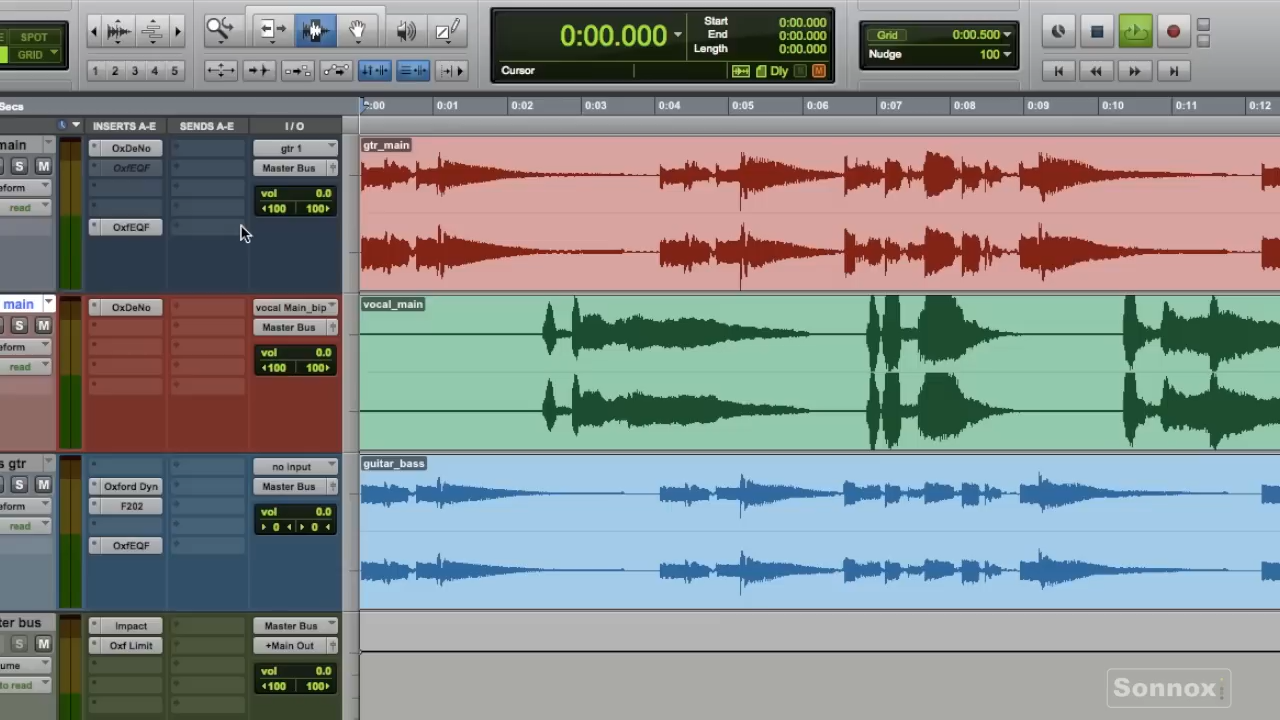 SPOT
GRID
1 2 3 4 5
0:00.000
Start 0:00.000
End 0:00.000
Length 0:00.000
Cursor
Dly
Grid 0:00.500
Nudge 100
Secs
0:00 0:01 0:02 0:03 0:04 0:05 0:06 0:07 0:08 0:09 0:10 0:11 0:12
INSERTS A-E SENDS A-E I / O
main
S M
eform
read
OxDeNo
OxfEQF
OxfEQF
gtr 1
Master Bus
vol 0.0
100 100
gtr_main
main
S M
eform
read
OxDeNo
vocal Main_bip
Master Bus
vol 0.0
100 100
vocal_main
s gtr
S M
eform
read
Oxford Dyn
F202
OxfEQF
no input
Master Bus
vol 0.0
0 0
guitar_bass
ter bus
S M
ume
to read
Impact
Oxf Limit
Master Bus
+Main Out
vol 0.0
100 100
Sonnox